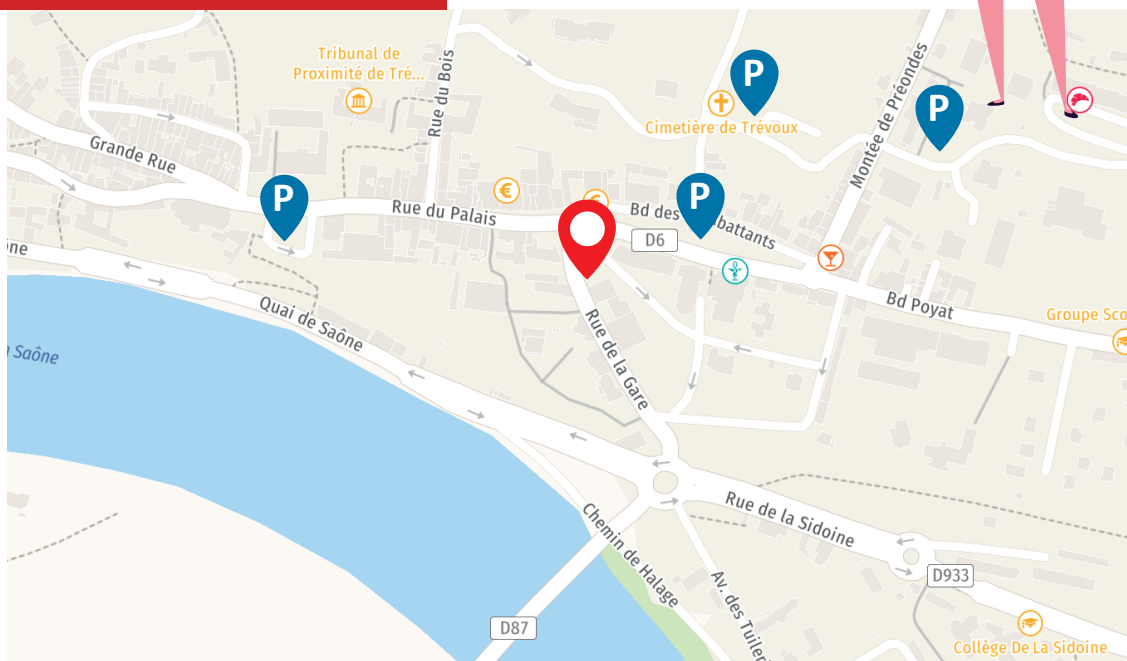 Tribunal de
Proximité de Tré...
Rue du Bois
P
Cimetière de Trévoux
Montée de Préondes
P
Grande Rue
P
€
€
Rue du Palais
P
Bd des
D6
Bd Poyat
Groupe Sco
Quai de Saône
Saône
Rue de la Gare
Rue de la Sidoine
Chemin de Halage
Av. des Tuiler
D933
D87
Collège De La Sidoine